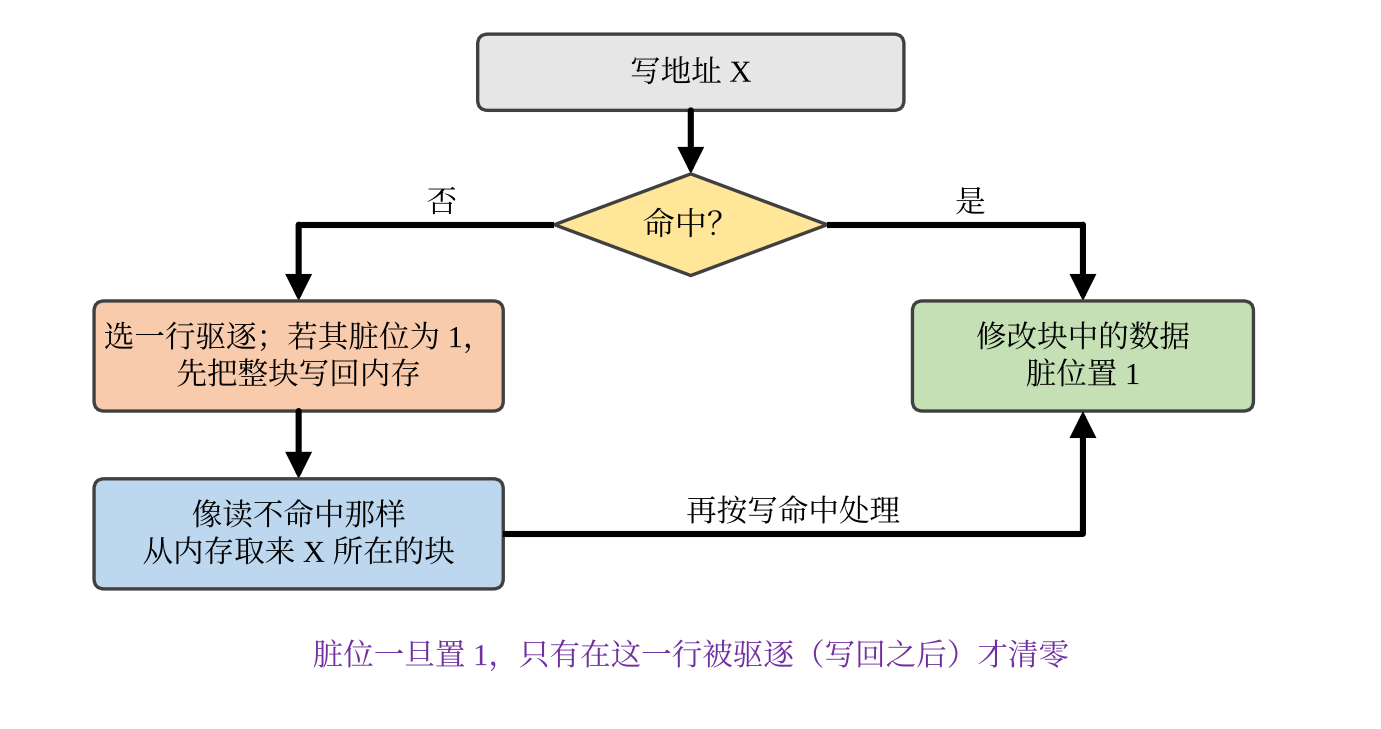 写地址 X
否
命中？
是
选一行驱逐；若其脏位为 1，
先把整块写回内存
修改块中的数据
脏位置 1
像读不命中那样
从内存取来 X 所在的块
再按写命中处理
脏位一旦置 1，只有在这一行被驱逐（写回之后）才清零